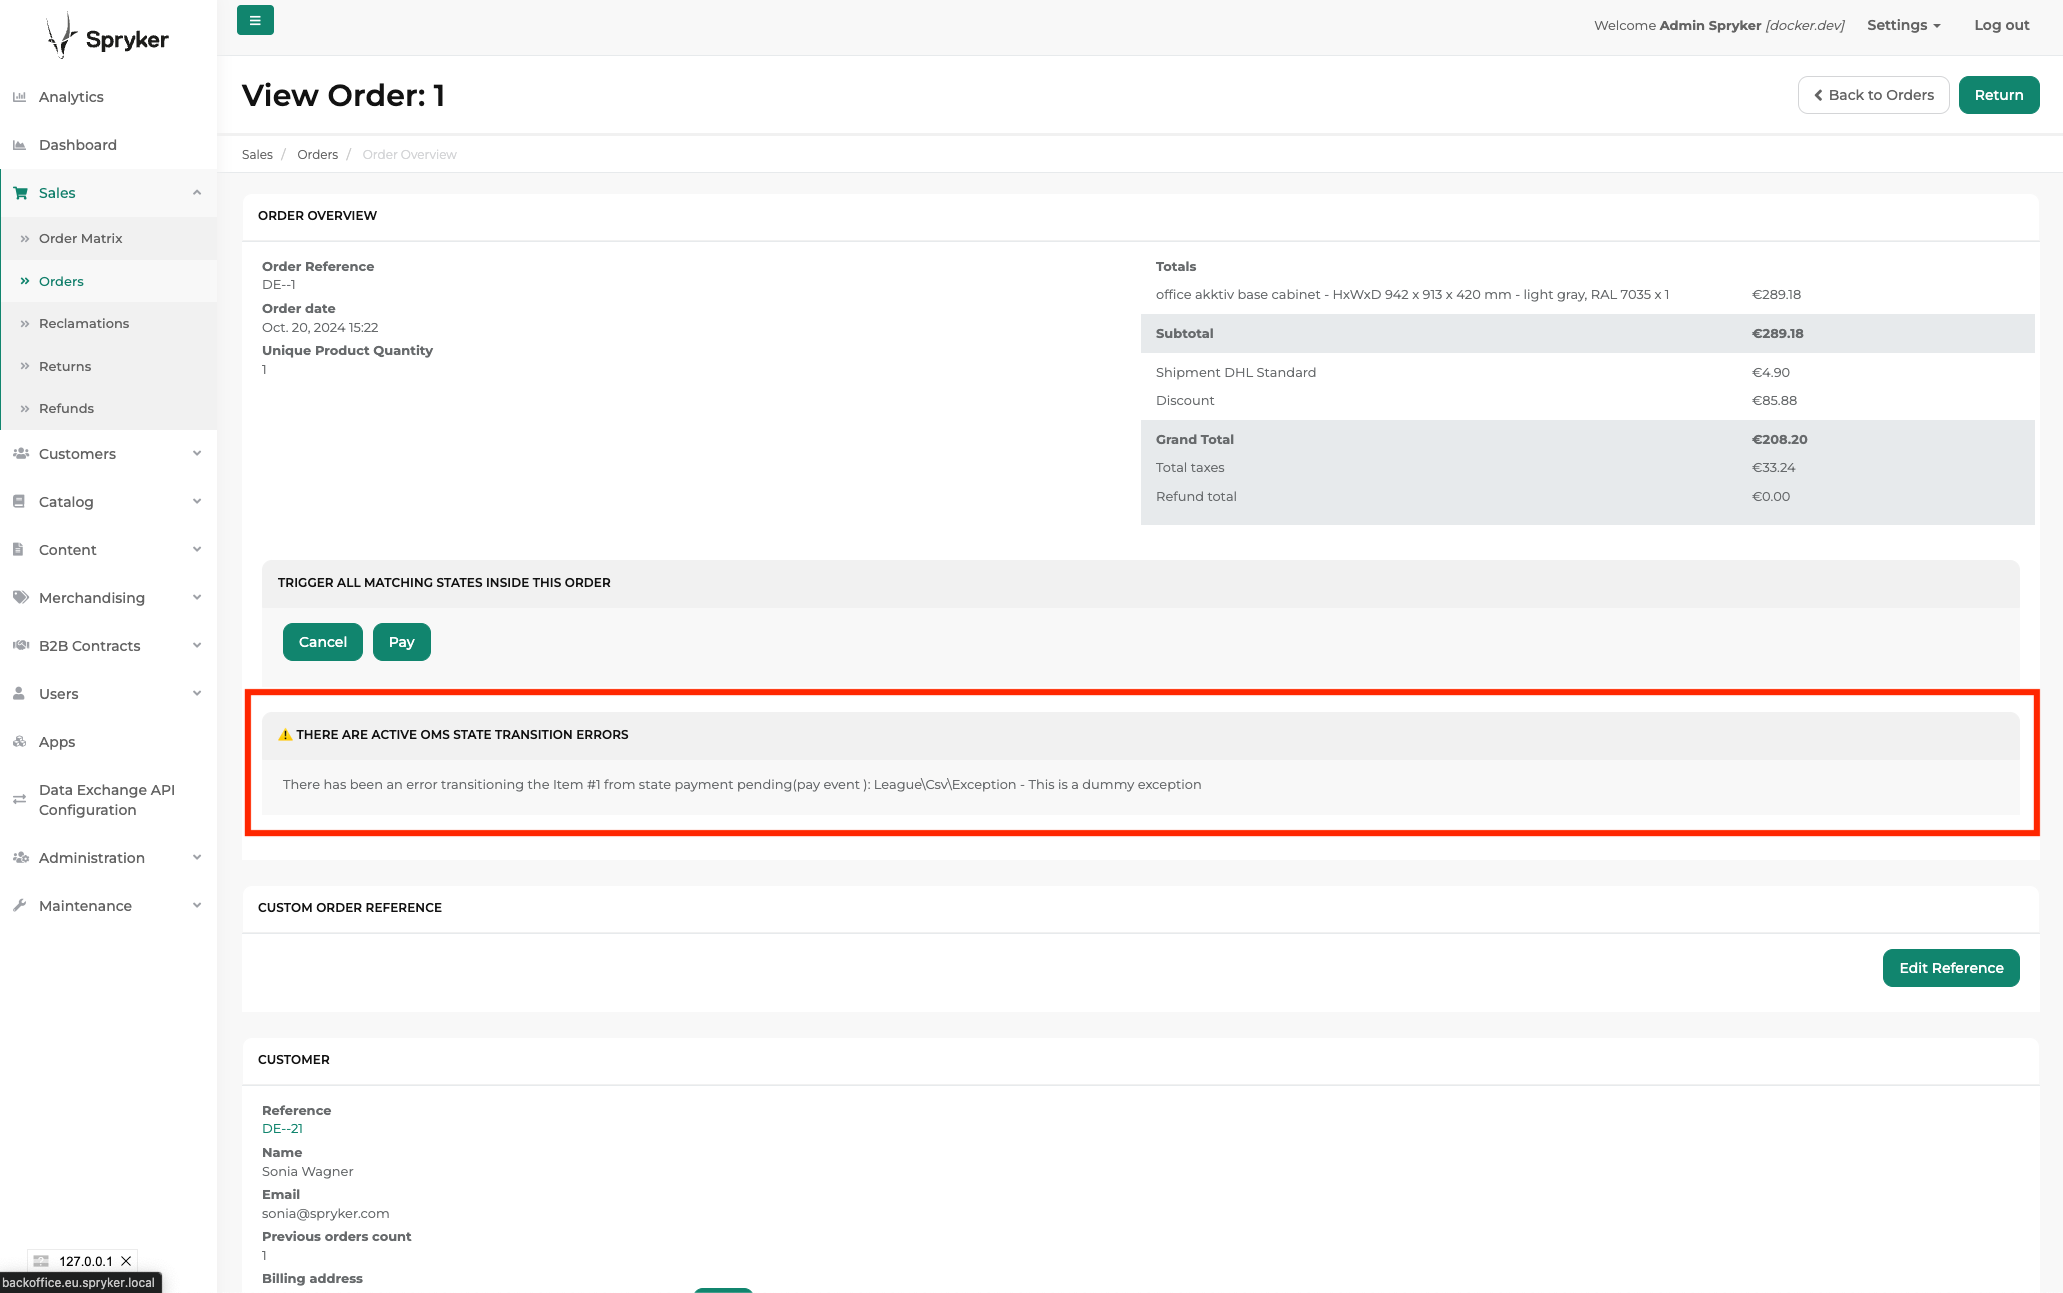 Spryker
Welcome Admin Spryker [docker.dev]
Settings
Log out
Analytics
Dashboard
Sales
Order Matrix
Orders
Reclamations
Returns
Refunds
Customers
Catalog
Content
Merchandising
B2B Contracts
Users
Apps
Data Exchange API
Configuration
Administration
Maintenance
View Order: 1
Back to Orders
Return
Sales / Orders / Order Overview
ORDER OVERVIEW
Order Reference
DE--1
Order date
Oct. 20, 2024 15:22
Unique Product Quantity
1
Totals
office akktiv base cabinet - HxWxD 942 x 913 x 420 mm - light gray, RAL 7035 x 1 €289.18
Subtotal €289.18
Shipment DHL Standard €4.90
Discount €85.88
Grand Total €208.20
Total taxes €33.24
Refund total €0.00
TRIGGER ALL MATCHING STATES INSIDE THIS ORDER
Cancel
Pay
THERE ARE ACTIVE OMS STATE TRANSITION ERRORS
There has been an error transitioning the Item #1 from state payment pending(pay event ): League\Csv\Exception - This is a dummy exception
CUSTOM ORDER REFERENCE
Edit Reference
CUSTOMER
Reference
DE--21
Name
Sonia Wagner
Email
sonia@spryker.com
Previous orders count
1
Billing address
127.0.0.1
backoffice.eu.spryker.local